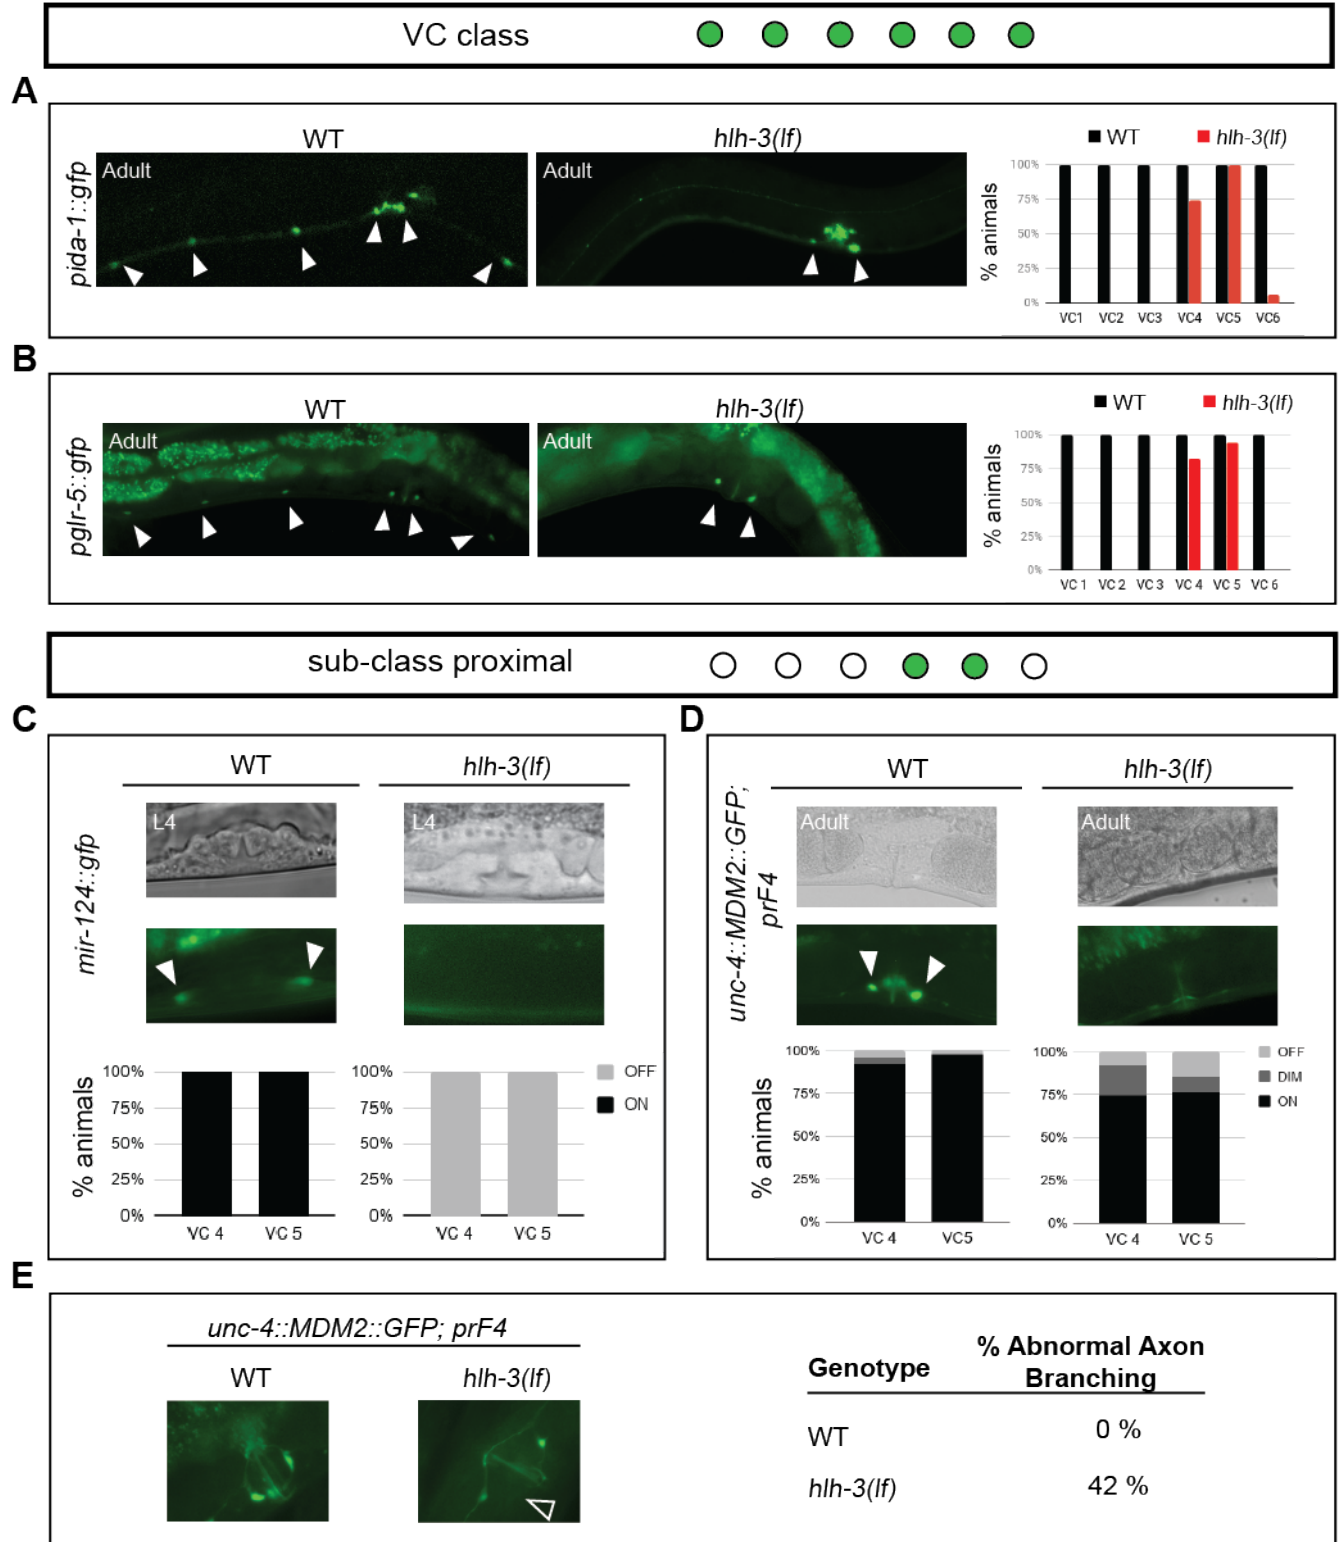 VC class
A
WT
hlh-3(lf)
pida-1::gfp
Adult
Adult
WT
hlh-3(lf)
% animals
100%
75%
50%
25%
0%
VC1 VC2 VC3 VC4 VC5 VC6
B
WT
hlh-3(lf)
pglr-5::gfp
Adult
Adult
WT
hlh-3(lf)
% animals
100%
75%
50%
25%
0%
VC 1 VC 2 VC 3 VC 4 VC 5 VC 6
sub-class proximal
C
WT
hlh-3(lf)
mir-124::gfp
L4
L4
% animals
100%
75%
50%
25%
0%
VC 4 VC 5
100%
75%
50%
25%
0%
VC 4 VC 5
OFF
ON
D
WT
hlh-3(lf)
unc-4::MDM2::GFP;
prF4
Adult
Adult
% animals
100%
75%
50%
25%
0%
VC 4 VC5
100%
75%
50%
25%
0%
VC 4 VC 5
OFF
DIM
ON
E
unc-4::MDM2::GFP; prF4
WT
hlh-3(lf)
Genotype
% Abnormal Axon
Branching
WT
0 %
hlh-3(lf)
42 %